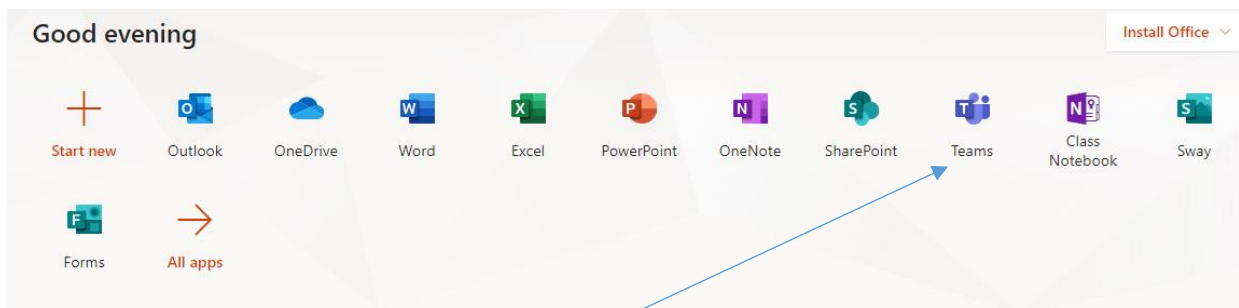 Good evening
Install Office
Start new
Outlook
OneDrive
Word
Excel
PowerPoint
OneNote
SharePoint
Teams
Class
Notebook
Sway
Forms
All apps